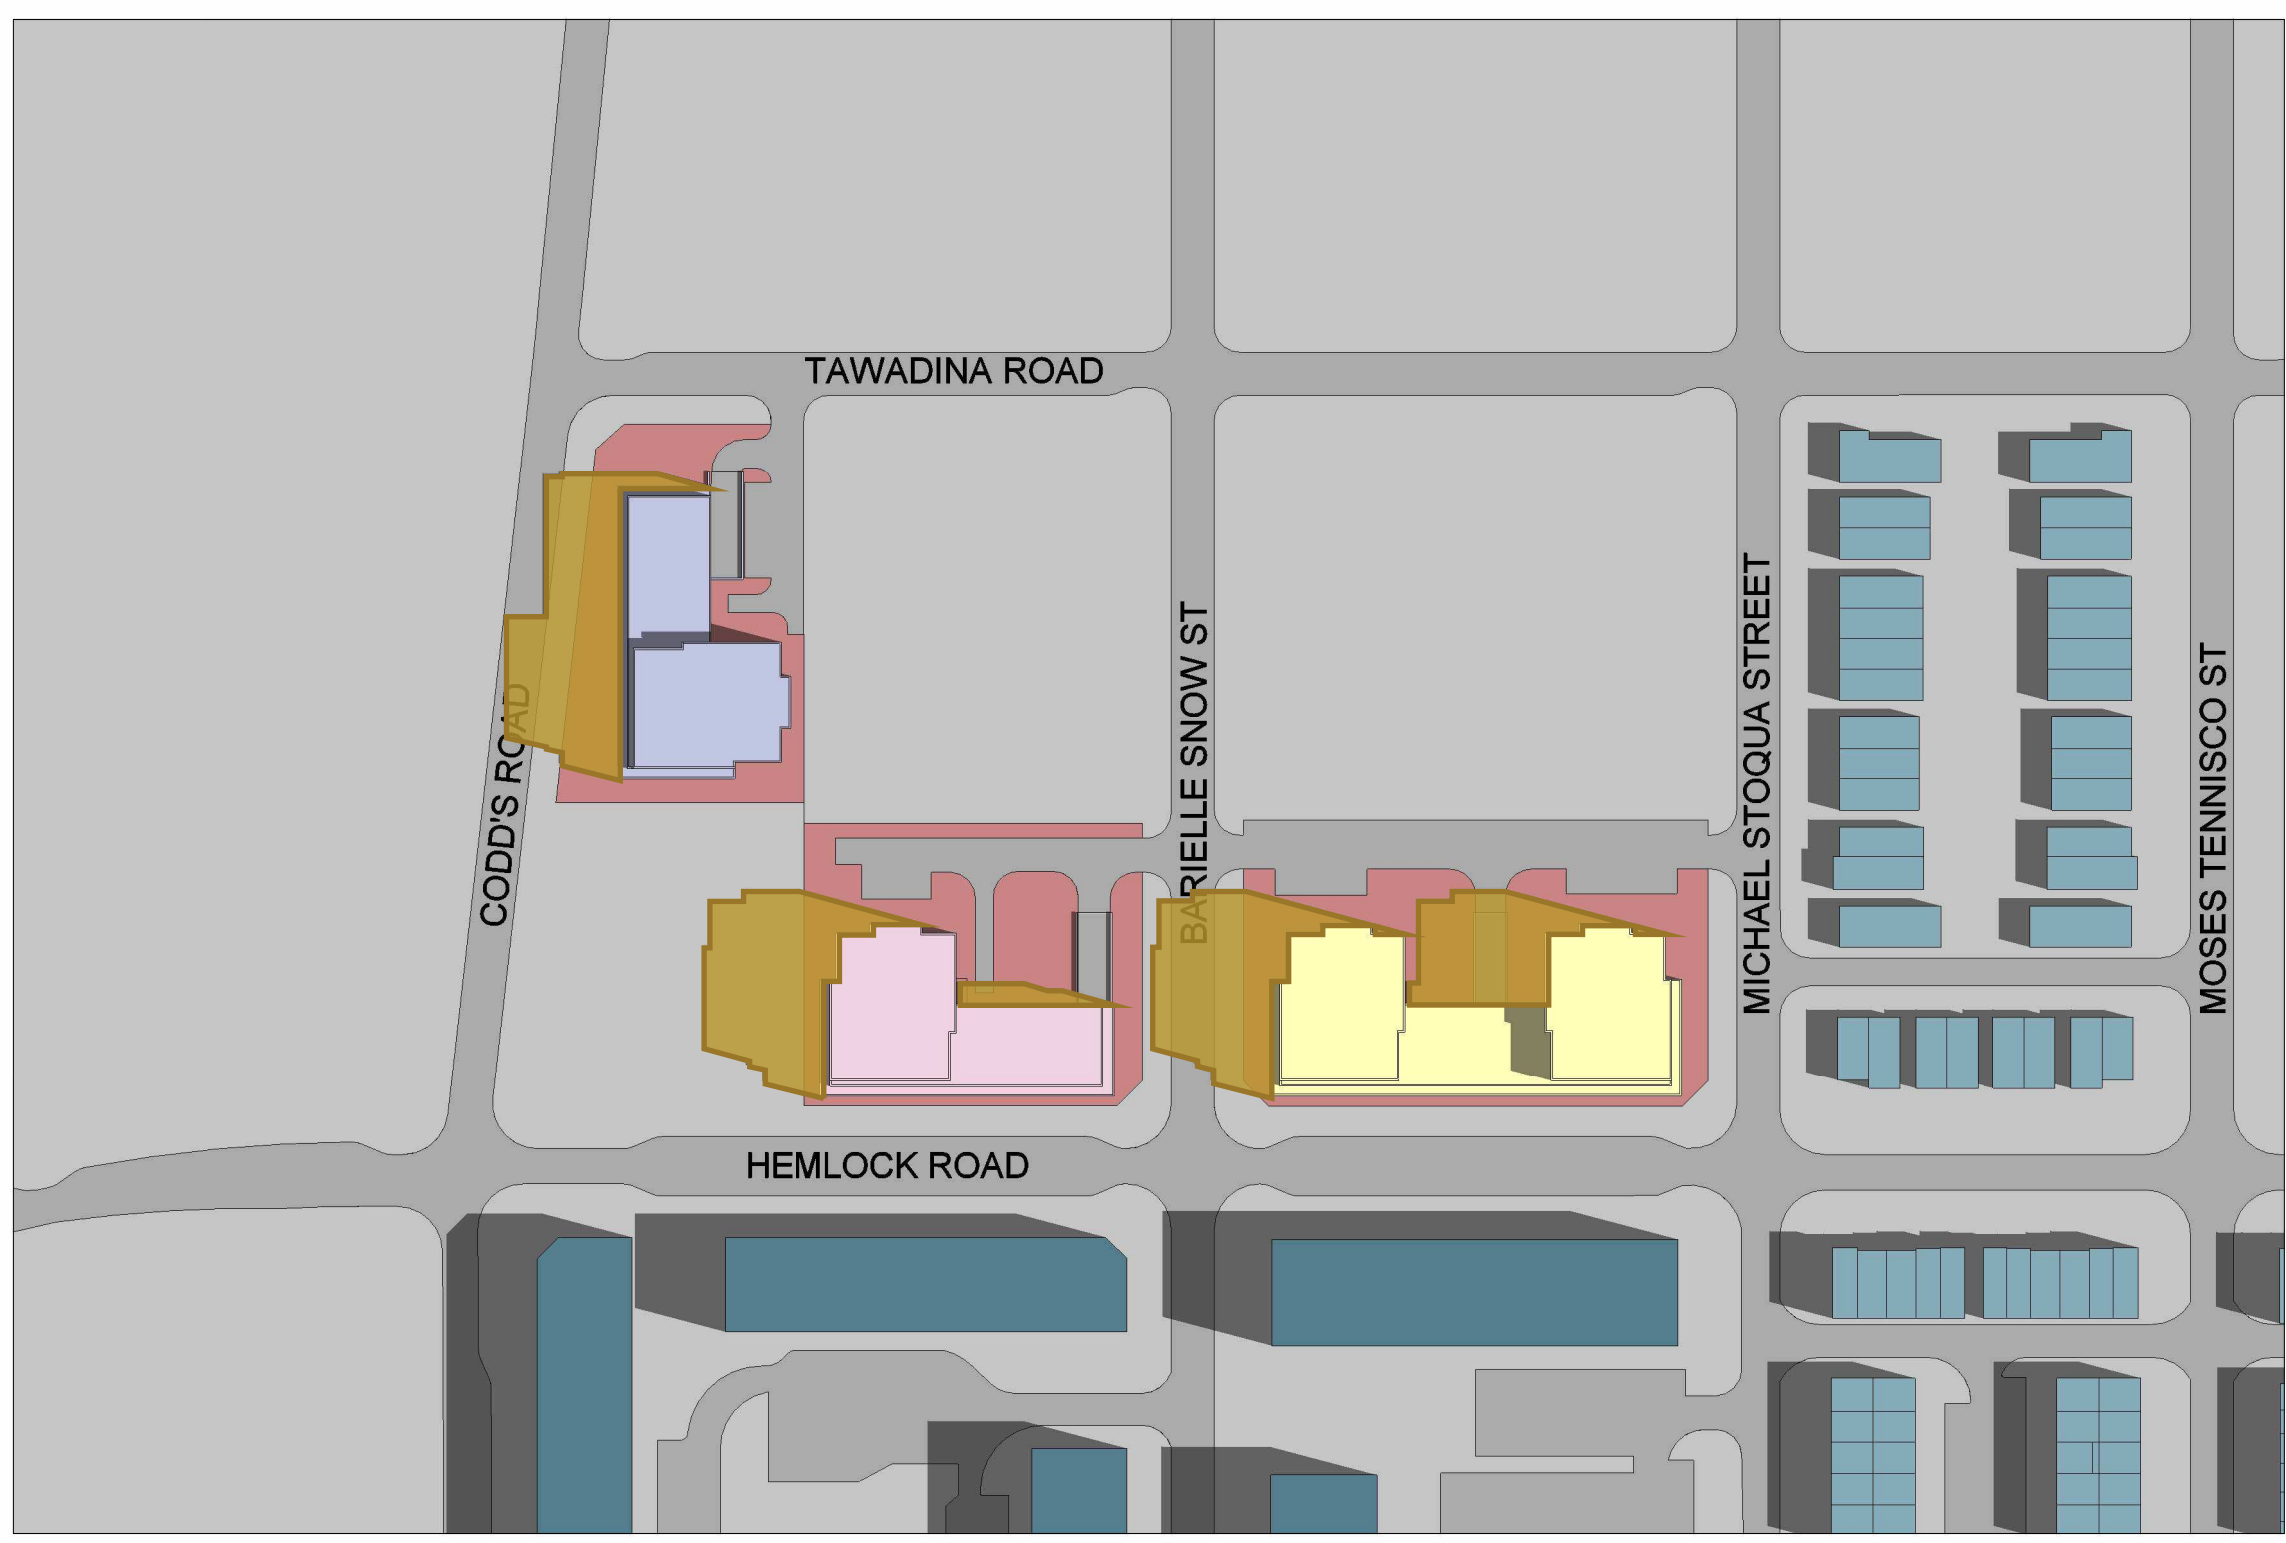 TAWADINA ROAD
CODD'S ROAD
BARIELLE SNOW ST
MICHAEL STOQUA STREET
MOSES TENNISCO ST
HEMLOCK ROAD